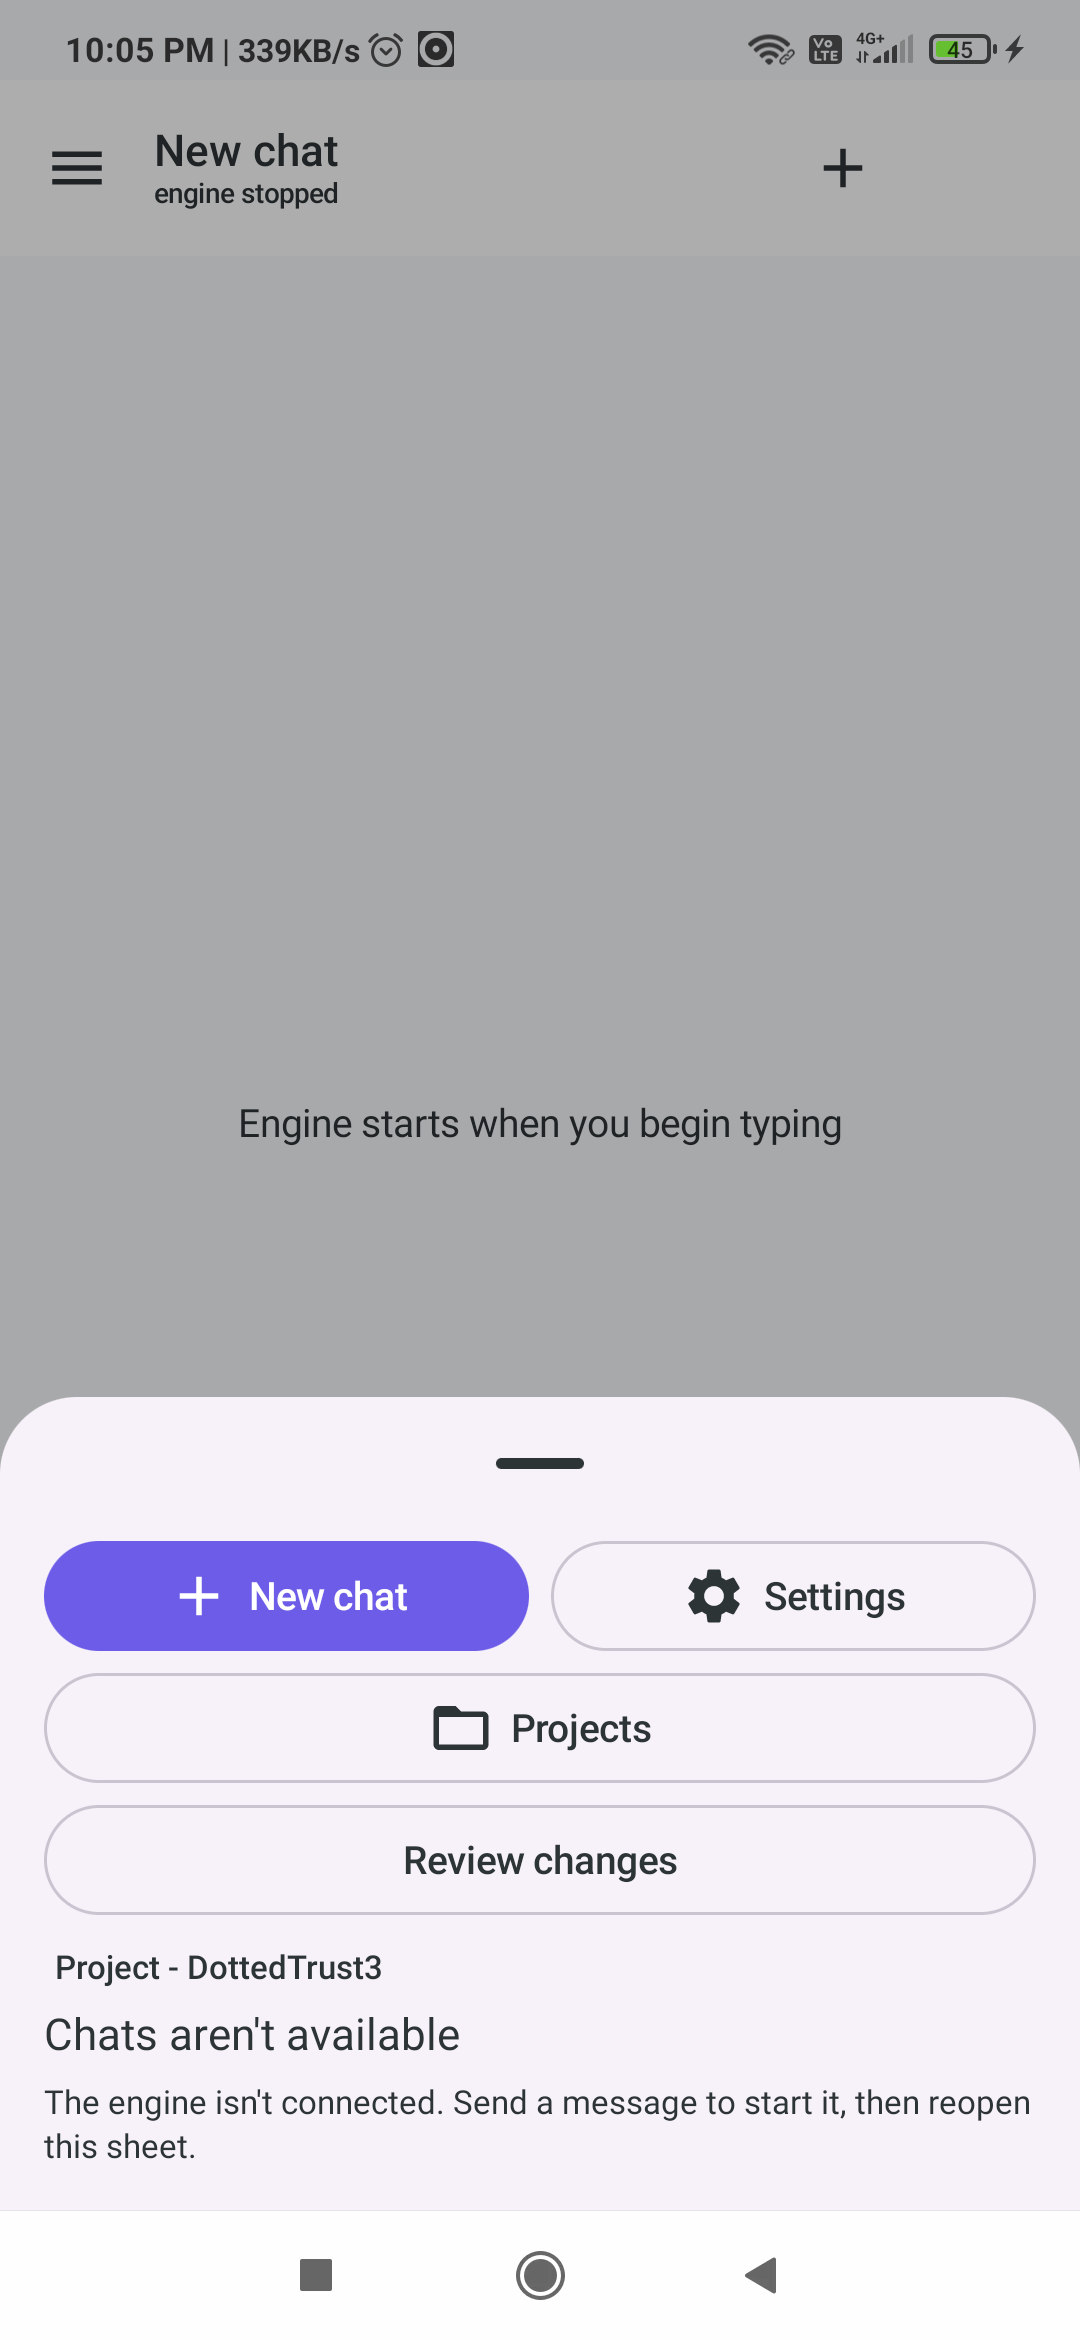 10:05 PM | 339KB/s
Vo LTE 4G+ 45
New chat
engine stopped
Engine starts when you begin typing
New chat
Settings
Projects
Review changes
Project - DottedTrust3
Chats aren't available
The engine isn't connected. Send a message to start it, then reopen
this sheet.